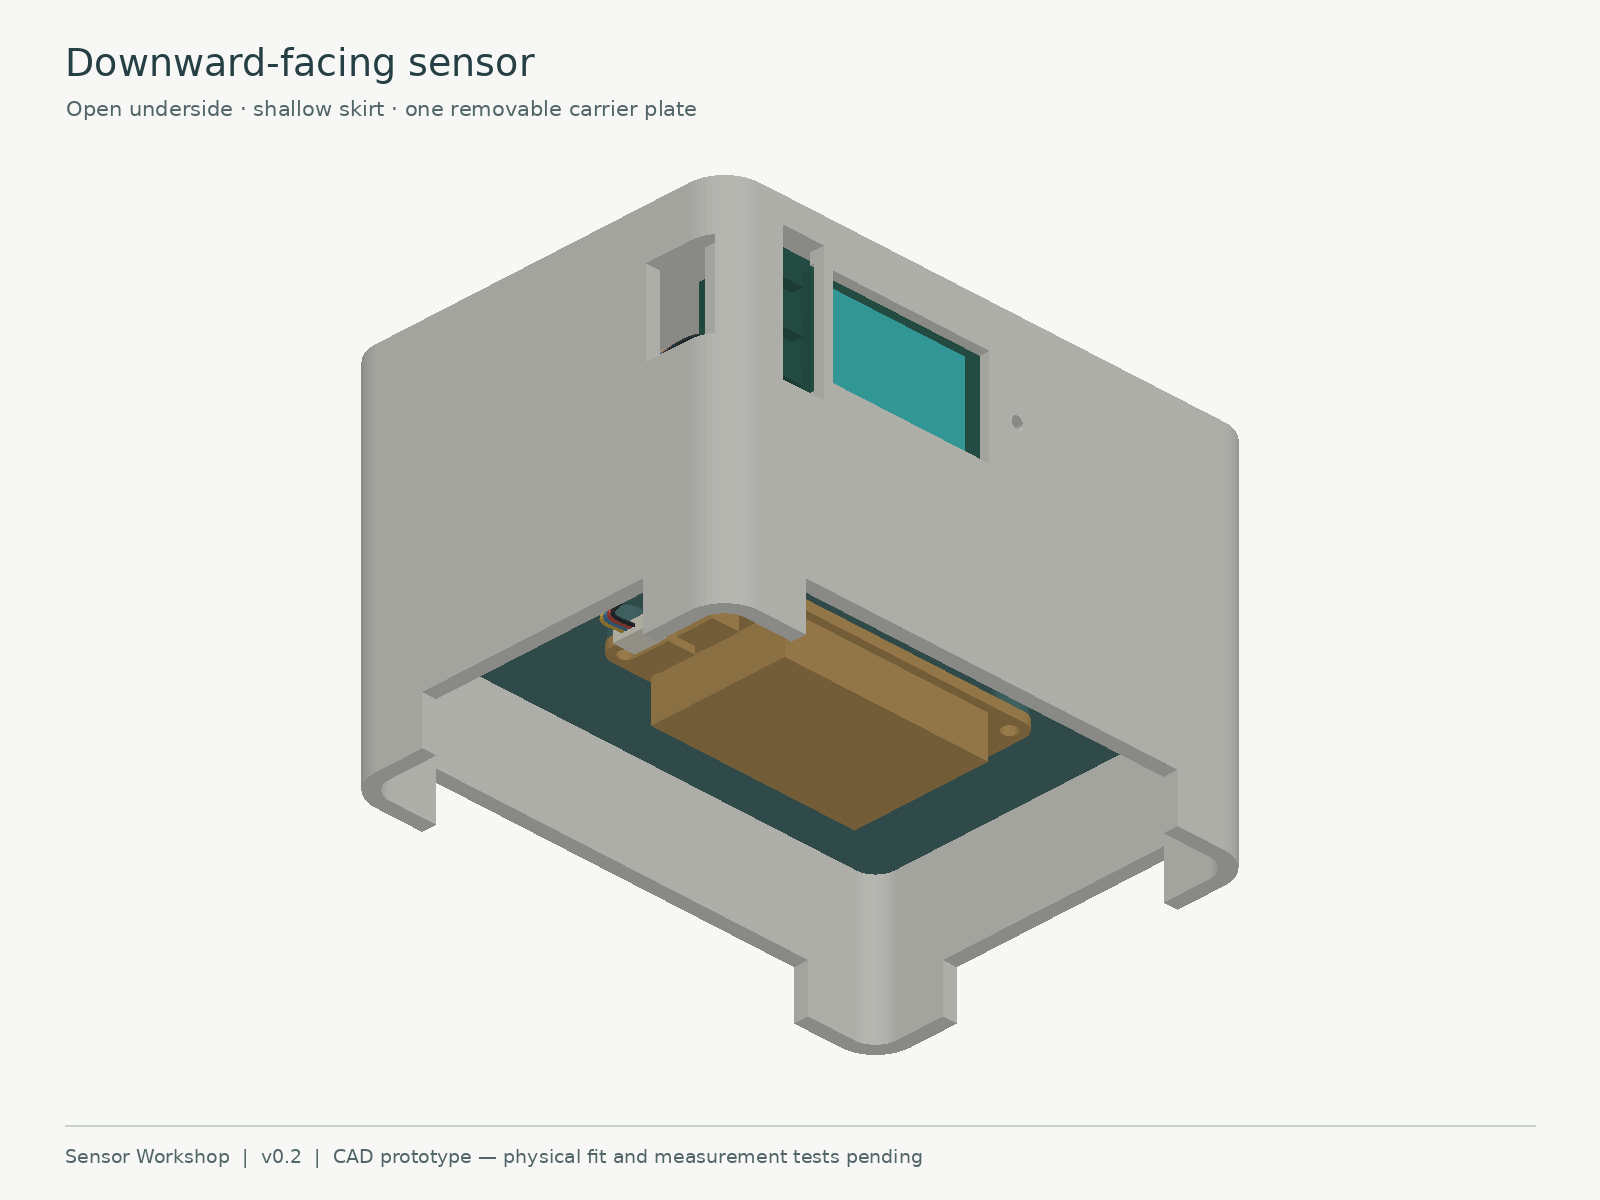 Downward-facing sensor
Open underside · shallow skirt · one removable carrier plate
Sensor Workshop | v0.2 | CAD prototype — physical fit and measurement tests pending